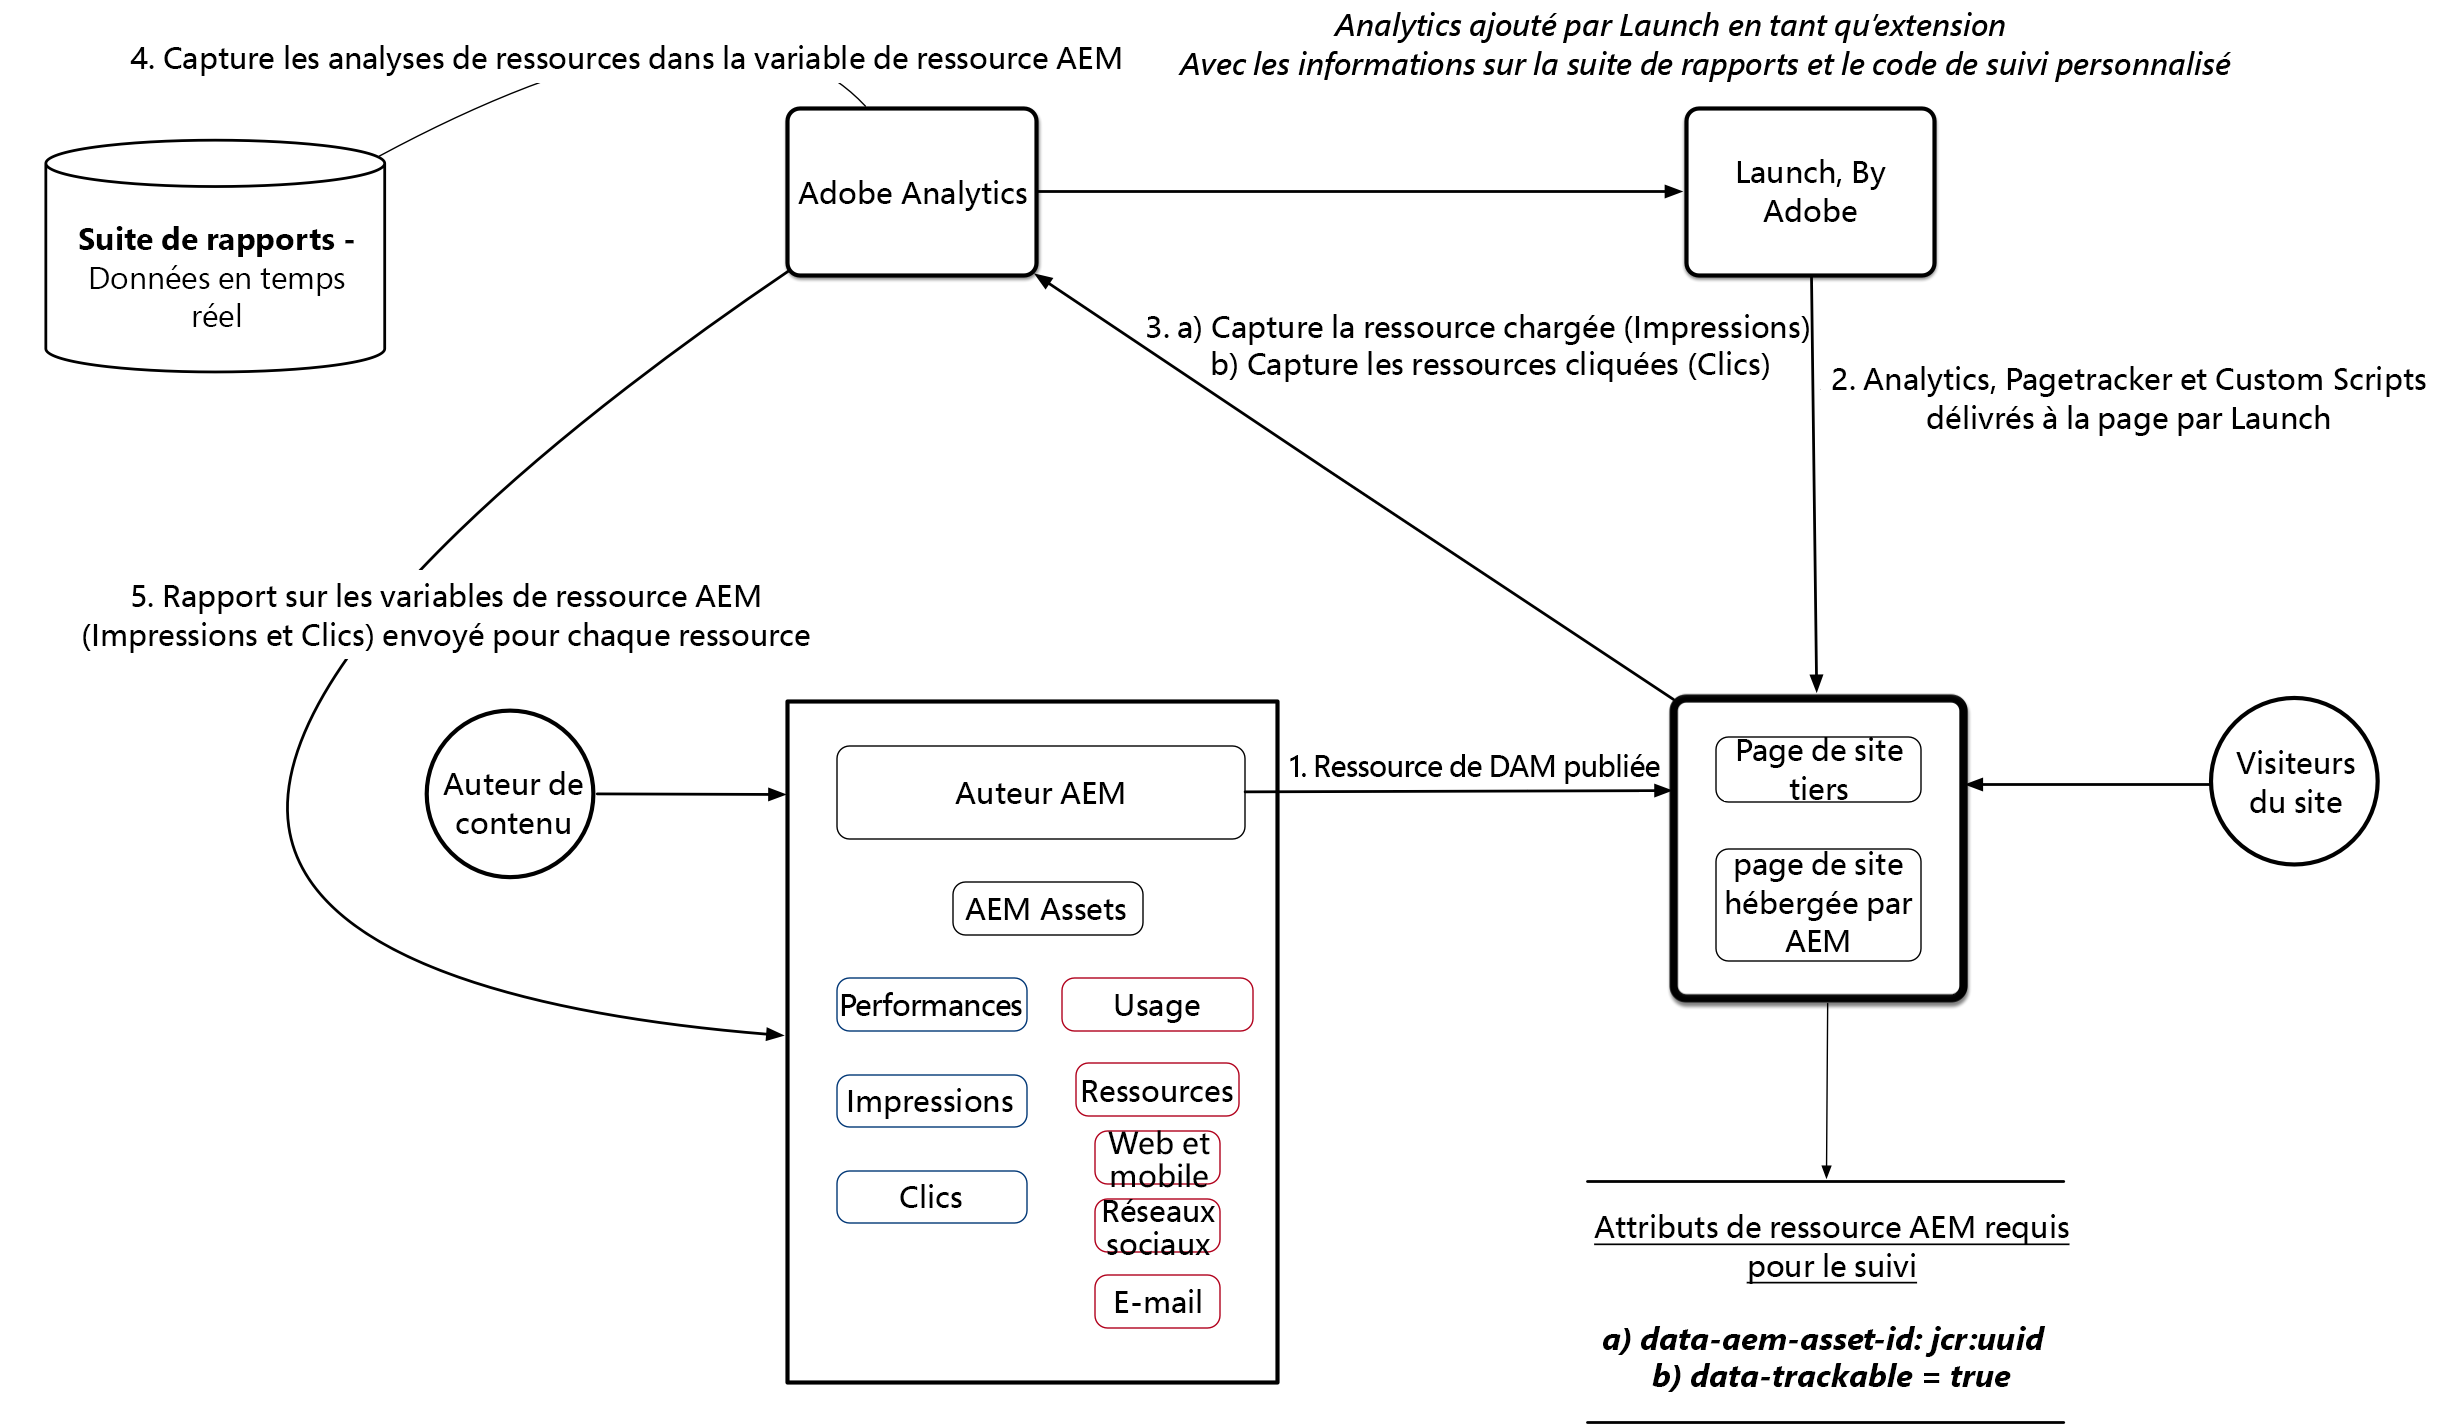 Analytics ajouté par Launch en tant qu’extension
Avec les informations sur la suite de rapports et le code de suivi personnalisé
4. Capture les analyses de ressources dans la variable de ressource AEM
Suite de rapports -
Données en temps
réel
Adobe Analytics
Launch, By
Adobe
3. a) Capture la ressource chargée (Impressions)
b) Capture les ressources cliquées (Clics)
2. Analytics, Pagetracker et Custom Scripts
délivrés à la page par Launch
5. Rapport sur les variables de ressource AEM
(Impressions et Clics) envoyé pour chaque ressource
Auteur de
contenu
Auteur AEM
1. Ressource de DAM publiée
Page de site
tiers
page de site
hébergée par
AEM
Visiteurs
du site
AEM Assets
Performances
Impressions
Clics
Usage
Ressources
Web et
mobile
Réseaux
sociaux
E-mail
Attributs de ressource AEM requis
pour le suivi
a) data-aem-asset-id: jcr:uuid
b) data-trackable = true